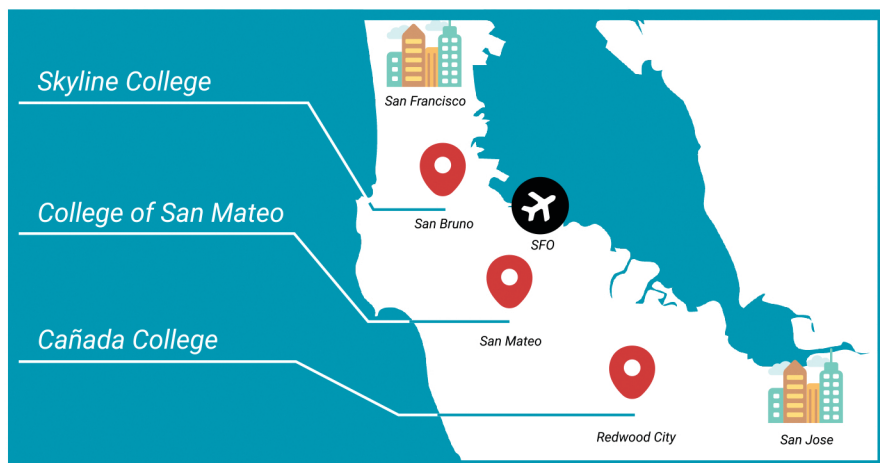 Skyline College
San Francisco
College of San Mateo
San Bruno
SFO
San Mateo
Cañada College
Redwood City
San Jose